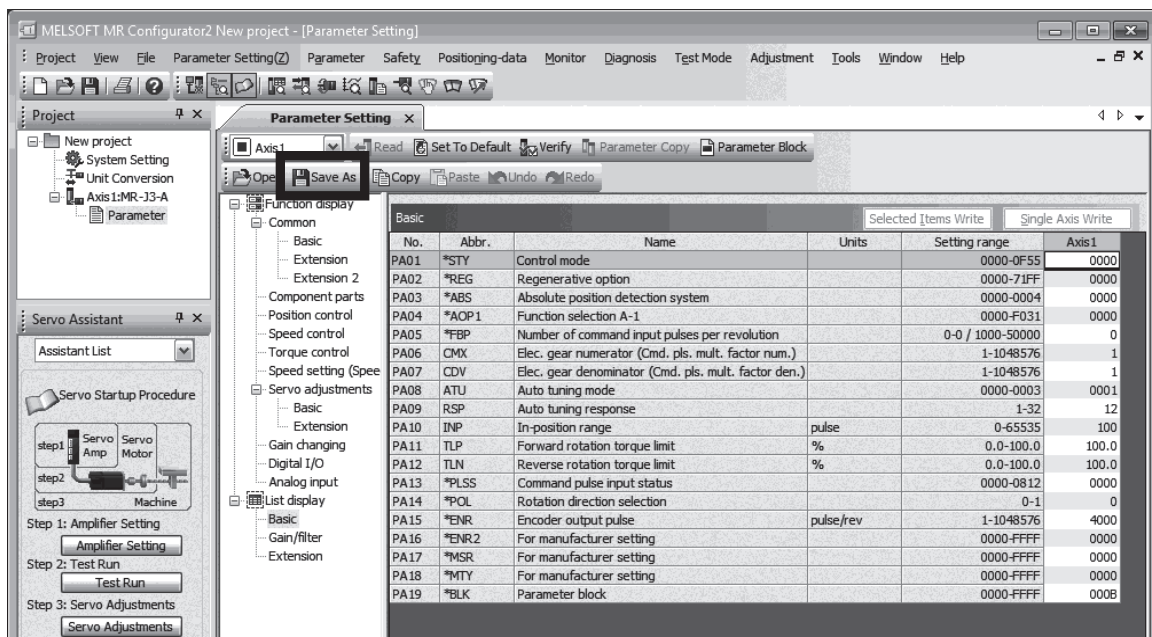 MELSOFT MR Configurator2 New project - [Parameter Setting]
Project View File Parameter Setting(Z) Parameter Safety Positioning-data Monitor Diagnosis Test Mode Adjustment Tools Window Help
Project
New project
System Setting
Unit Conversion
Axis1:MR-J3-A
Parameter
Servo Assistant
Assistant List
Servo Startup Procedure
step1 Servo Amp Servo Motor
step2
step3 Machine
Step 1: Amplifier Setting
Amplifier Setting
Step 2: Test Run
Test Run
Step 3: Servo Adjustments
Servo Adjustments
Parameter Setting
Axis1 Read Set To Default Verify Parameter Copy Parameter Block
Ope Save As Copy Paste Undo Redo
Function display
Common
Basic
Extension
Extension 2
Component parts
Position control
Speed control
Torque control
Speed setting (Spee
Servo adjustments
Basic
Extension
Gain changing
Digital I/O
Analog input
List display
Basic
Gain/filter
Extension
Basic Selected Items Write Single Axis Write
No. Abbr. Name Units Setting range Axis1
PA01 *STY Control mode 0000-0F55 0000
PA02 *REG Regenerative option 0000-71FF 0000
PA03 *ABS Absolute position detection system 0000-0004 0000
PA04 *AOP1 Function selection A-1 0000-F031 0000
PA05 *FBP Number of command input pulses per revolution 0-0 / 1000-50000 0
PA06 CMX Elec. gear numerator (Cmd. pls. mult. factor num.) 1-1048576 1
PA07 CDV Elec. gear denominator (Cmd. pls. mult. factor den.) 1-1048576 1
PA08 ATU Auto tuning mode 0000-0003 0001
PA09 RSP Auto tuning response 1-32 12
PA10 INP In-position range pulse 0-65535 100
PA11 TLP Forward rotation torque limit % 0.0-100.0 100.0
PA12 TLN Reverse rotation torque limit % 0.0-100.0 100.0
PA13 *PLSS Command pulse input status 0000-0812 0000
PA14 *POL Rotation direction selection 0-1 0
PA15 *ENR Encoder output pulse pulse/rev 1-1048576 4000
PA16 *ENR2 For manufacturer setting 0000-FFFF 0000
PA17 *MSR For manufacturer setting 0000-FFFF 0000
PA18 *MTY For manufacturer setting 0000-FFFF 0000
PA19 *BLK Parameter block 0000-FFFF 000B